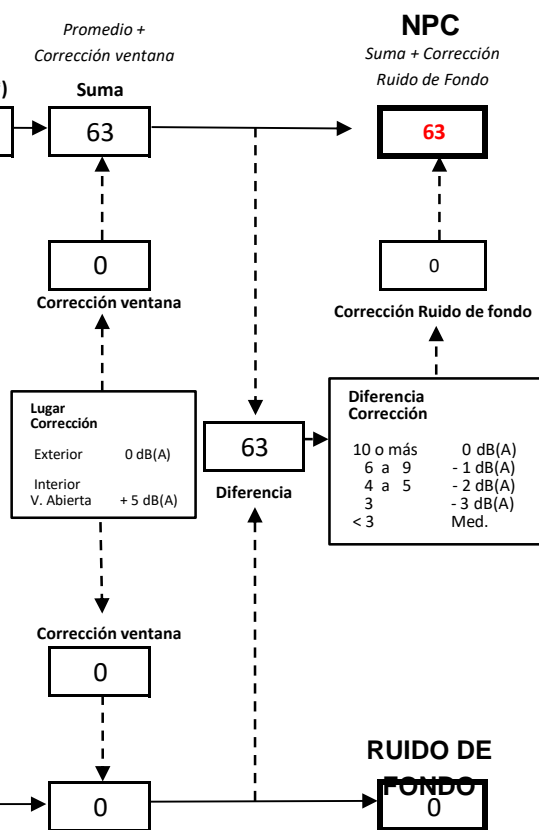 Promedio +
Corrección ventana
)
Suma
63
NPC
Suma + Corrección
Ruido de Fondo
63
0
Corrección ventana
0
Corrección Ruido de fondo
Lugar
Corrección
Exterior 0 dB(A)
Interior
V. Abierta + 5 dB(A)
63
Diferencia
Diferencia
Corrección
10 o más 0 dB(A)
6 a 9 - 1 dB(A)
4 a 5 - 2 dB(A)
3 - 3 dB(A)
< 3 Med.
Corrección ventana
0
0
RUIDO DE
FONDO
0